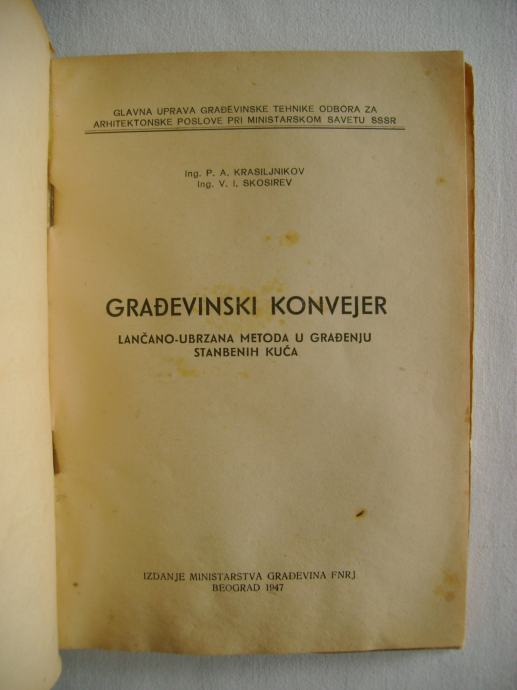 GLAVNA UPRAVA GRAĐEVINSKE TEHNIKE ODBORA ZA
ARHITEKTONSKE POSLOVE PRI MINISTARSKOM SAVETU SSSR
Ing. P. A. KRASILJNIKOV
Ing. V. I. SKOSIREV
GRAĐEVINSKI KONVEJER
LANČANO-UBRZANA METODA U GRAĐENJU
STANBENIH KUĆA
IZDANJE MINISTARSTVA GRAĐEVINA FNRJ
BEOGRAD 1947